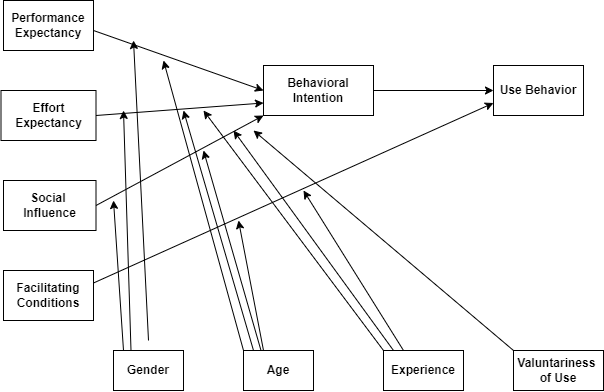 Performance
Expectancy
Effort
Expectancy
Social
Influence
Facilitating
Conditions
Behavioral
Intention
Use Behavior
Gender
Age
Experience
Valuntariness
of Use